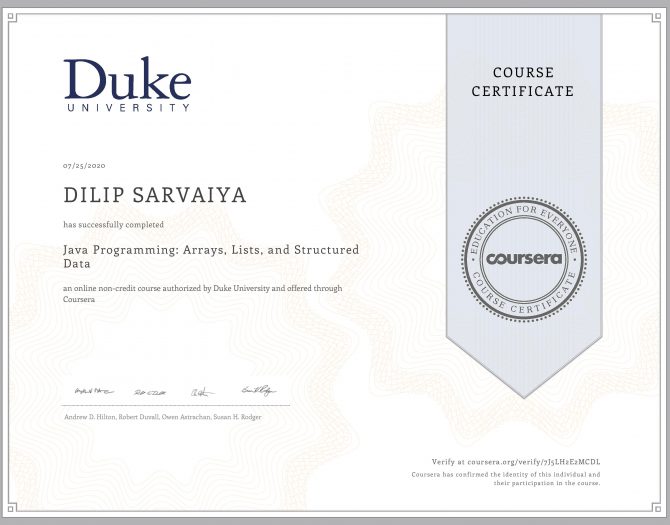 Duke
UNIVERSITY
COURSE
CERTIFICATE
07/25/2020
DILIP SARVAIYA
has successfully completed
Java Programming: Arrays, Lists, and Structured
Data
an online non-credit course authorized by Duke University and offered through
Coursera
EDUCATION FOR EVERYONE
coursera
COURSE CERTIFICATE
Andrew D. Hilton, Robert Duvall, Owen Astrachan, Susan H. Rodger
Verify at coursera.org/verify/7J5LH2E2MCDL
Coursera has confirmed the identity of this individual and
their participation in the course.